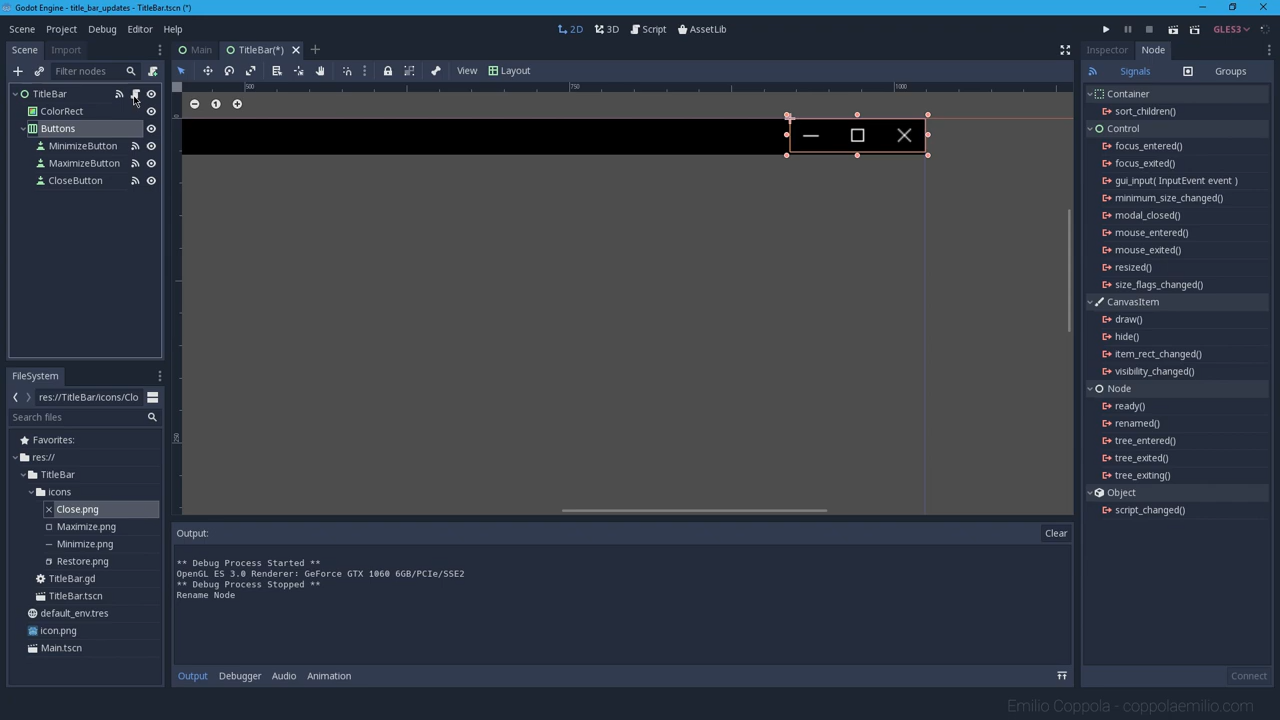 Godot Engine - title_bar_updates - TitleBar.tscn (*)
Scene Project Debug Editor Help
2D 3D Script AssetLib
GLES3
Scene Import
Main TitleBar(*)
Inspector Node
Filter nodes
View Layout
Signals Groups
TitleBar
ColorRect
Buttons
MinimizeButton
MaximizeButton
CloseButton
500 750 1000
0
250
Container
sort_children()
Control
focus_entered()
focus_exited()
gui_input( InputEvent event )
minimum_size_changed()
modal_closed()
mouse_entered()
mouse_exited()
resized()
size_flags_changed()
CanvasItem
draw()
hide()
item_rect_changed()
visibility_changed()
Node
ready()
renamed()
tree_entered()
tree_exited()
tree_exiting()
Object
script_changed()
FileSystem
res://TitleBar/icons/Clo
Search files
Favorites:
res://
TitleBar
icons
Close.png
Maximize.png
Minimize.png
Restore.png
TitleBar.gd
TitleBar.tscn
default_env.tres
icon.png
Main.tscn
Output:
Clear
** Debug Process Started **
OpenGL ES 3.0 Renderer: GeForce GTX 1060 6GB/PCIe/SSE2
** Debug Process Stopped **
Rename Node
Output Debugger Audio Animation
Connect
Emilio Coppola - coppolaemilio.com